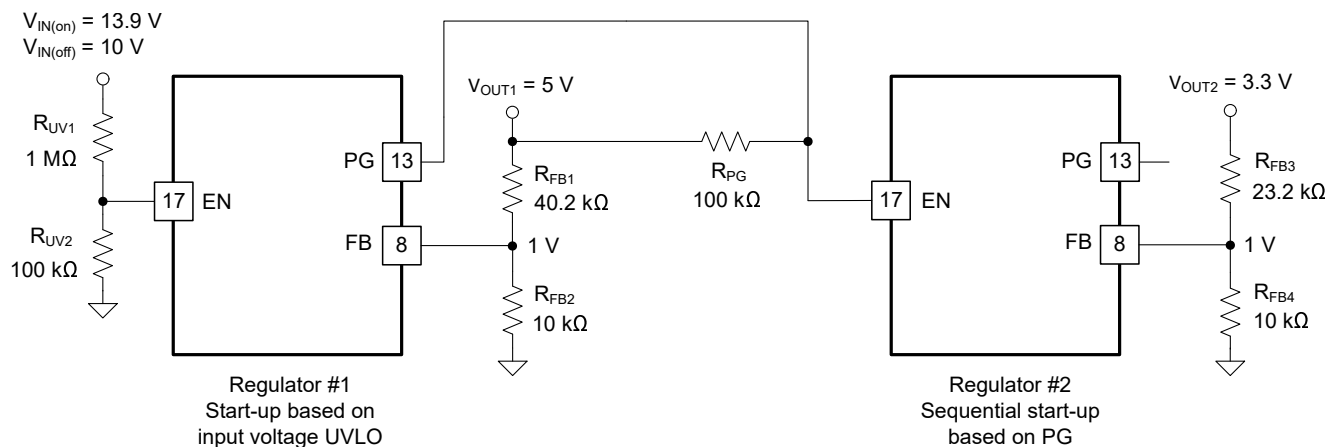 V_IN(on) = 13.9 V
V_IN(off) = 10 V
R_UV1
1 MΩ
R_UV2
100 kΩ
17 EN
PG 13
FB 8
Regulator #1
Start-up based on
input voltage UVLO
V_OUT1 = 5 V
R_FB1
40.2 kΩ
1 V
R_FB2
10 kΩ
R_PG
100 kΩ
17 EN
PG 13
FB 8
Regulator #2
Sequential start-up
based on PG
V_OUT2 = 3.3 V
R_FB3
23.2 kΩ
1 V
R_FB4
10 kΩ